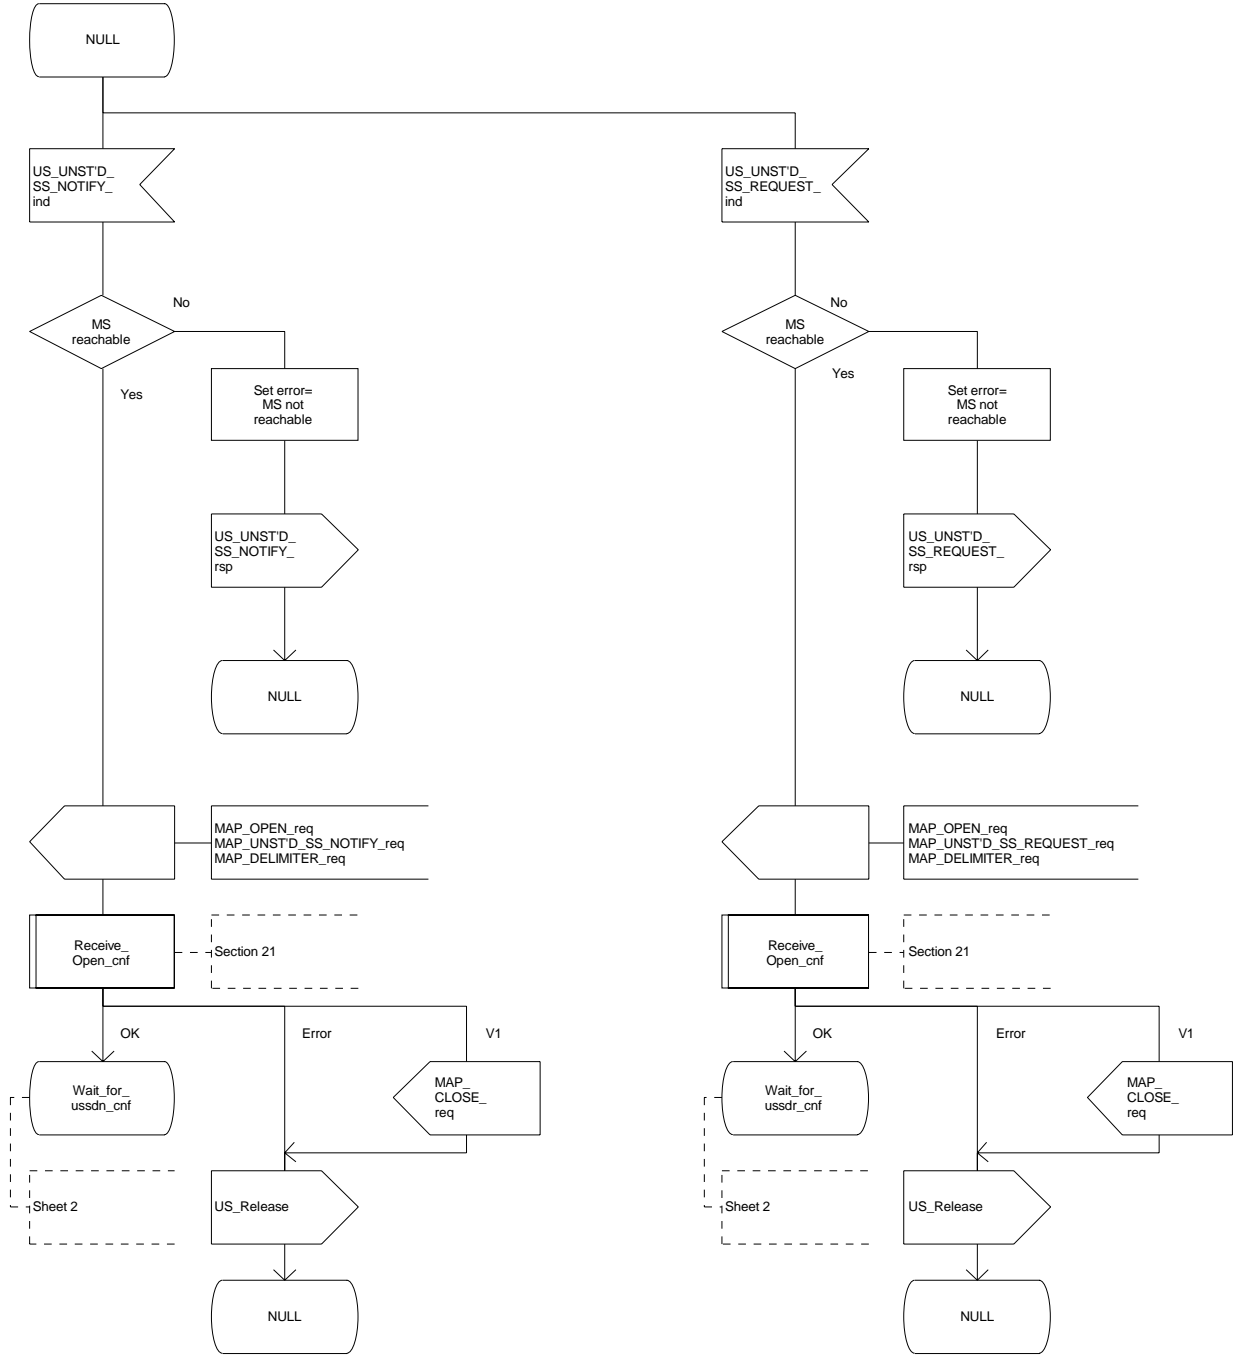 NULL
US_UNST'D_
SS_NOTIFY_
ind
US_UNST'D_
SS_REQUEST_
ind
No
MS
reachable
Yes
No
MS
reachable
Yes
Set error=
MS not
reachable
Set error=
MS not
reachable
US_UNST'D_
SS_NOTIFY_
rsp
US_UNST'D_
SS_REQUEST_
rsp
NULL
NULL
MAP_OPEN_req
MAP_UNST'D_SS_NOTIFY_req
MAP_DELIMITER_req
MAP_OPEN_req
MAP_UNST'D_SS_REQUEST_req
MAP_DELIMITER_req
Receive_
Open_cnf
Section 21
Receive_
Open_cnf
Section 21
OK
Error
V1
OK
Error
V1
Wait_for_
ussdn_cnf
MAP_
CLOSE_
req
Wait_for_
ussdr_cnf
MAP_
CLOSE_
req
Sheet 2
US_Release
Sheet 2
US_Release
NULL
NULL